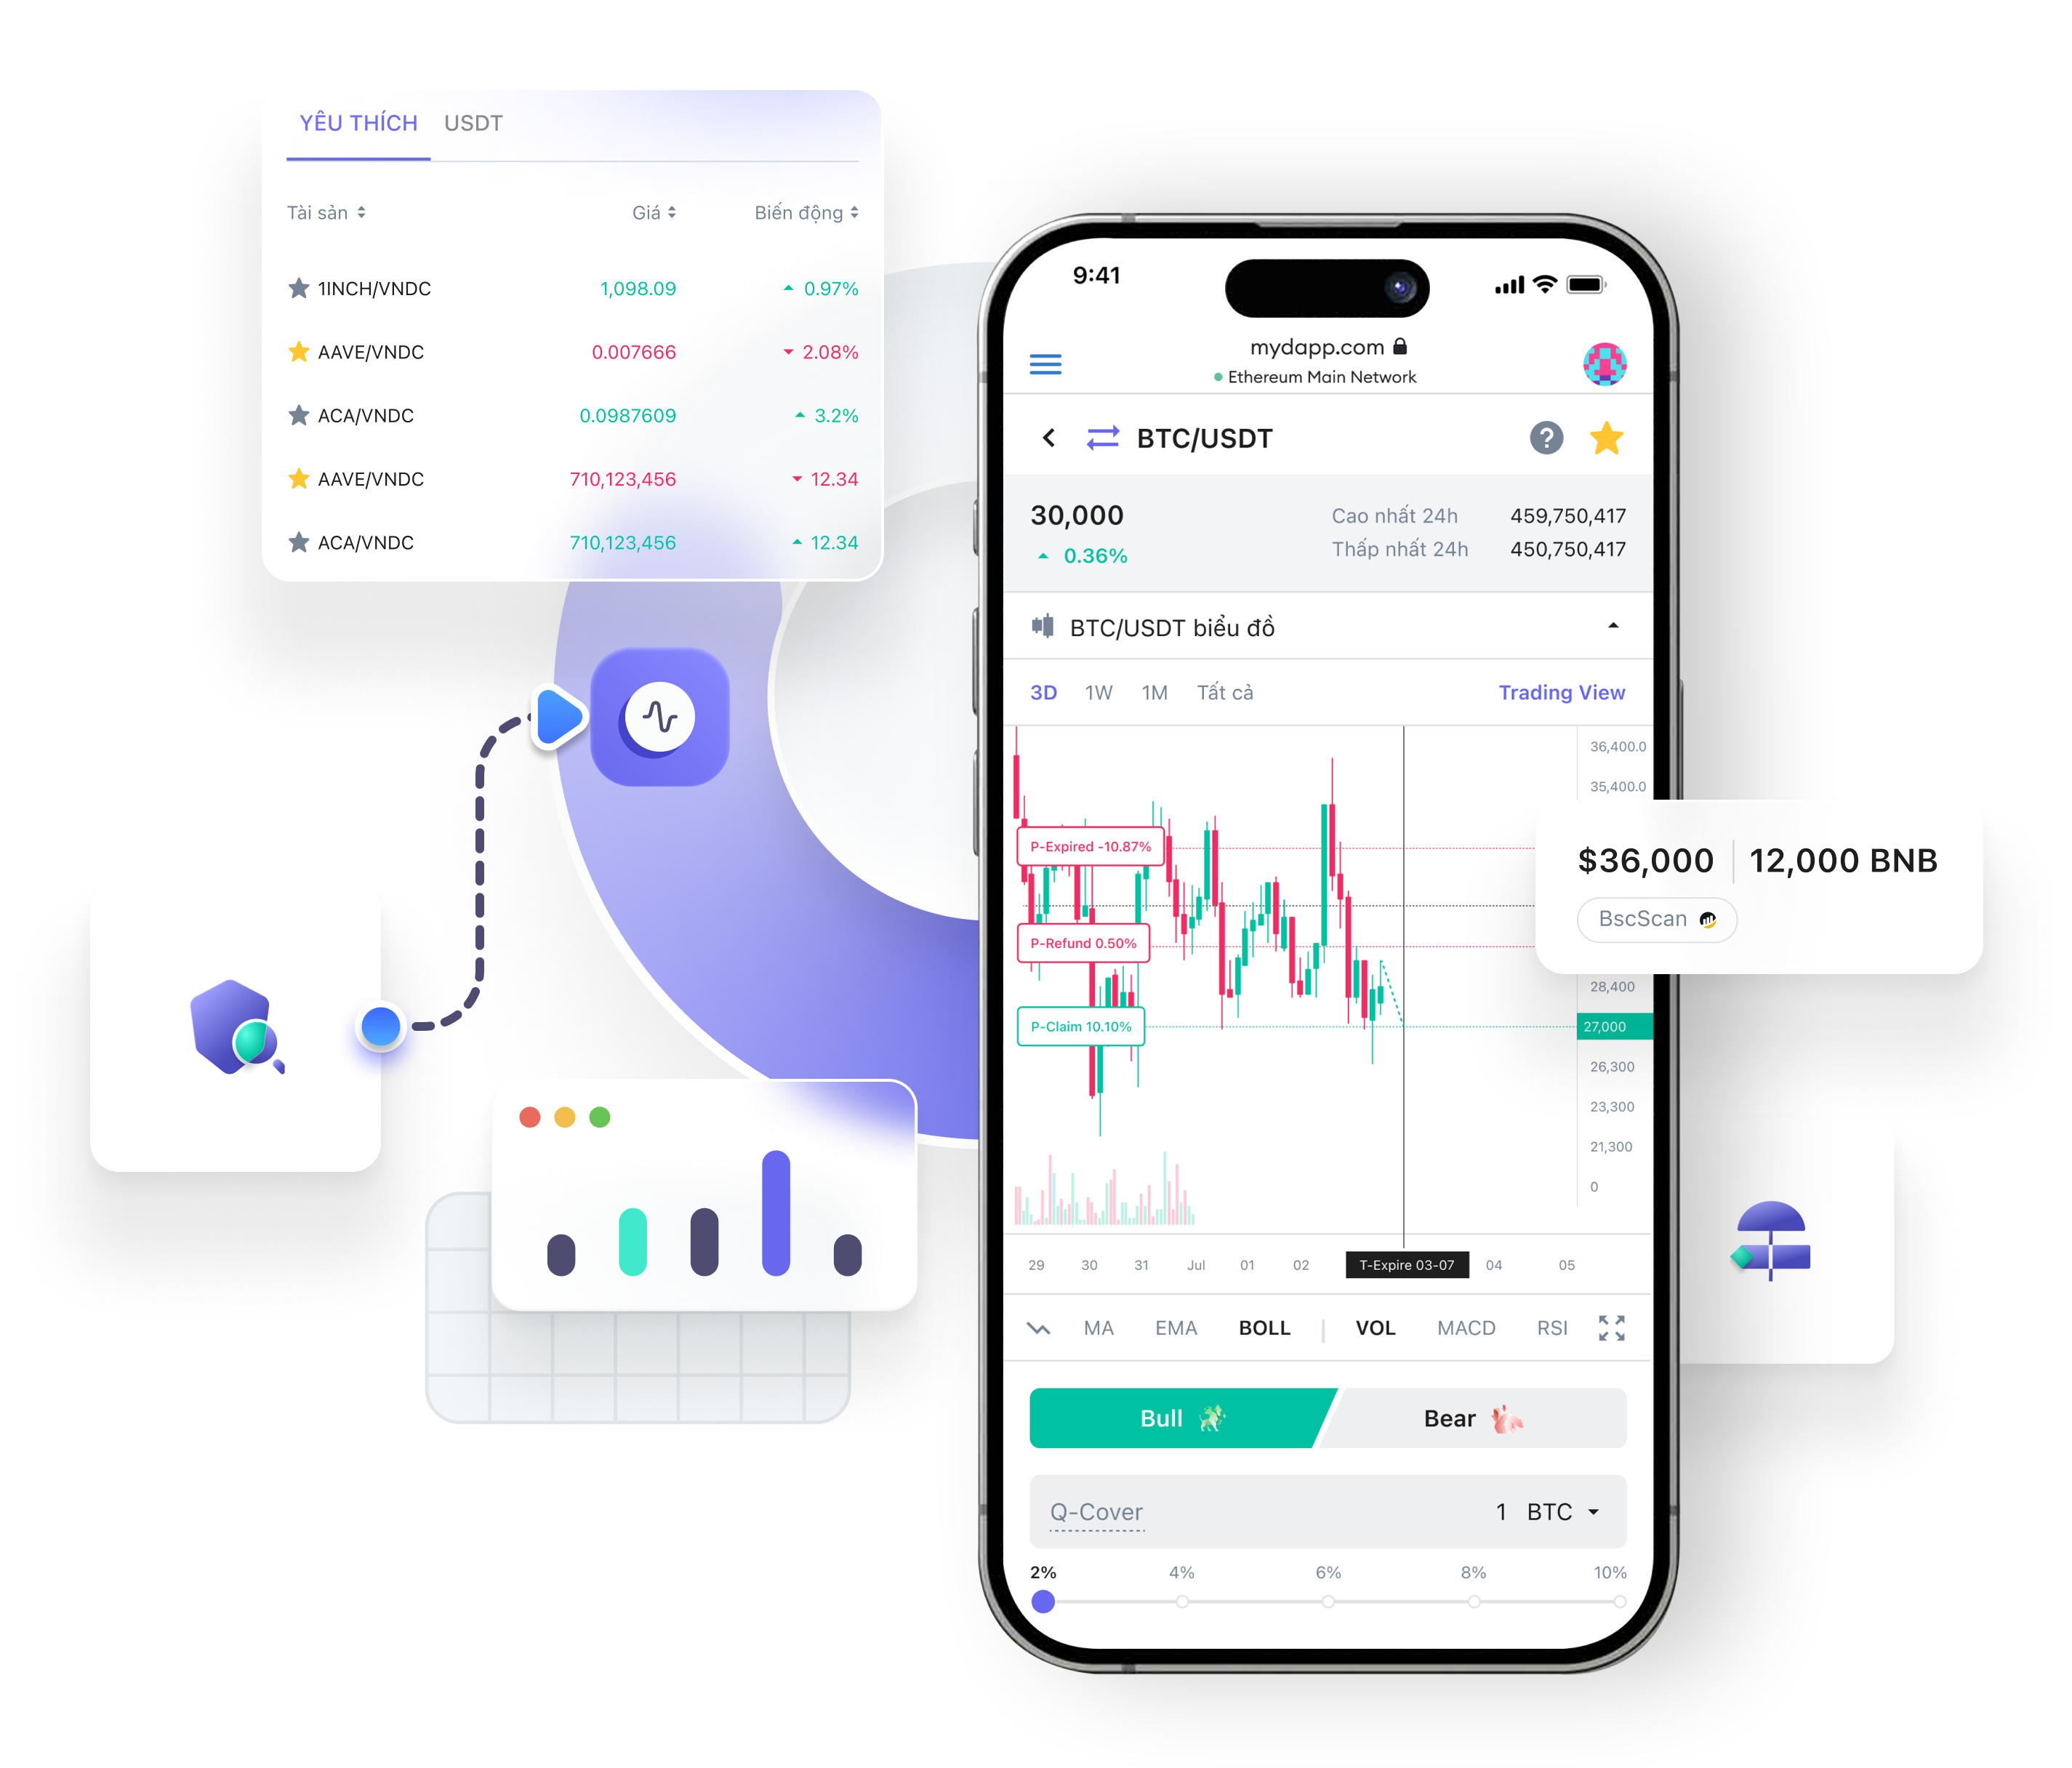 YÊU THÍCH USDT
Tài sản Giá Biến động
1INCH/VNDC 1,098.09 0.97%
AAVE/VNDC 0.007666 2.08%
ACA/VNDC 0.0987609 3.2%
AAVE/VNDC 710,123,456 12.34
ACA/VNDC 710,123,456 12.34
9:41
mydapp.com
Ethereum Main Network
BTC/USDT ?
30,000 Cao nhất 24h 459,750,417
0.36% Thấp nhất 24h 450,750,417
BTC/USDT biểu đồ
3D 1W 1M Tất cả Trading View
36,400.0
35,400.0
P-Expired -10.87%
$36,000 12,000 BNB
BscScan
P-Refund 0.50%
28,400
P-Claim 10.10% 27,000
26,300
23,300
21,300
0
29 30 31 Jul 01 02 T-Expire 03-07 04 05
MA EMA BOLL | VOL MACD RSI
Bull Bear
Q-Cover 1 BTC
2% 4% 6% 8% 10%